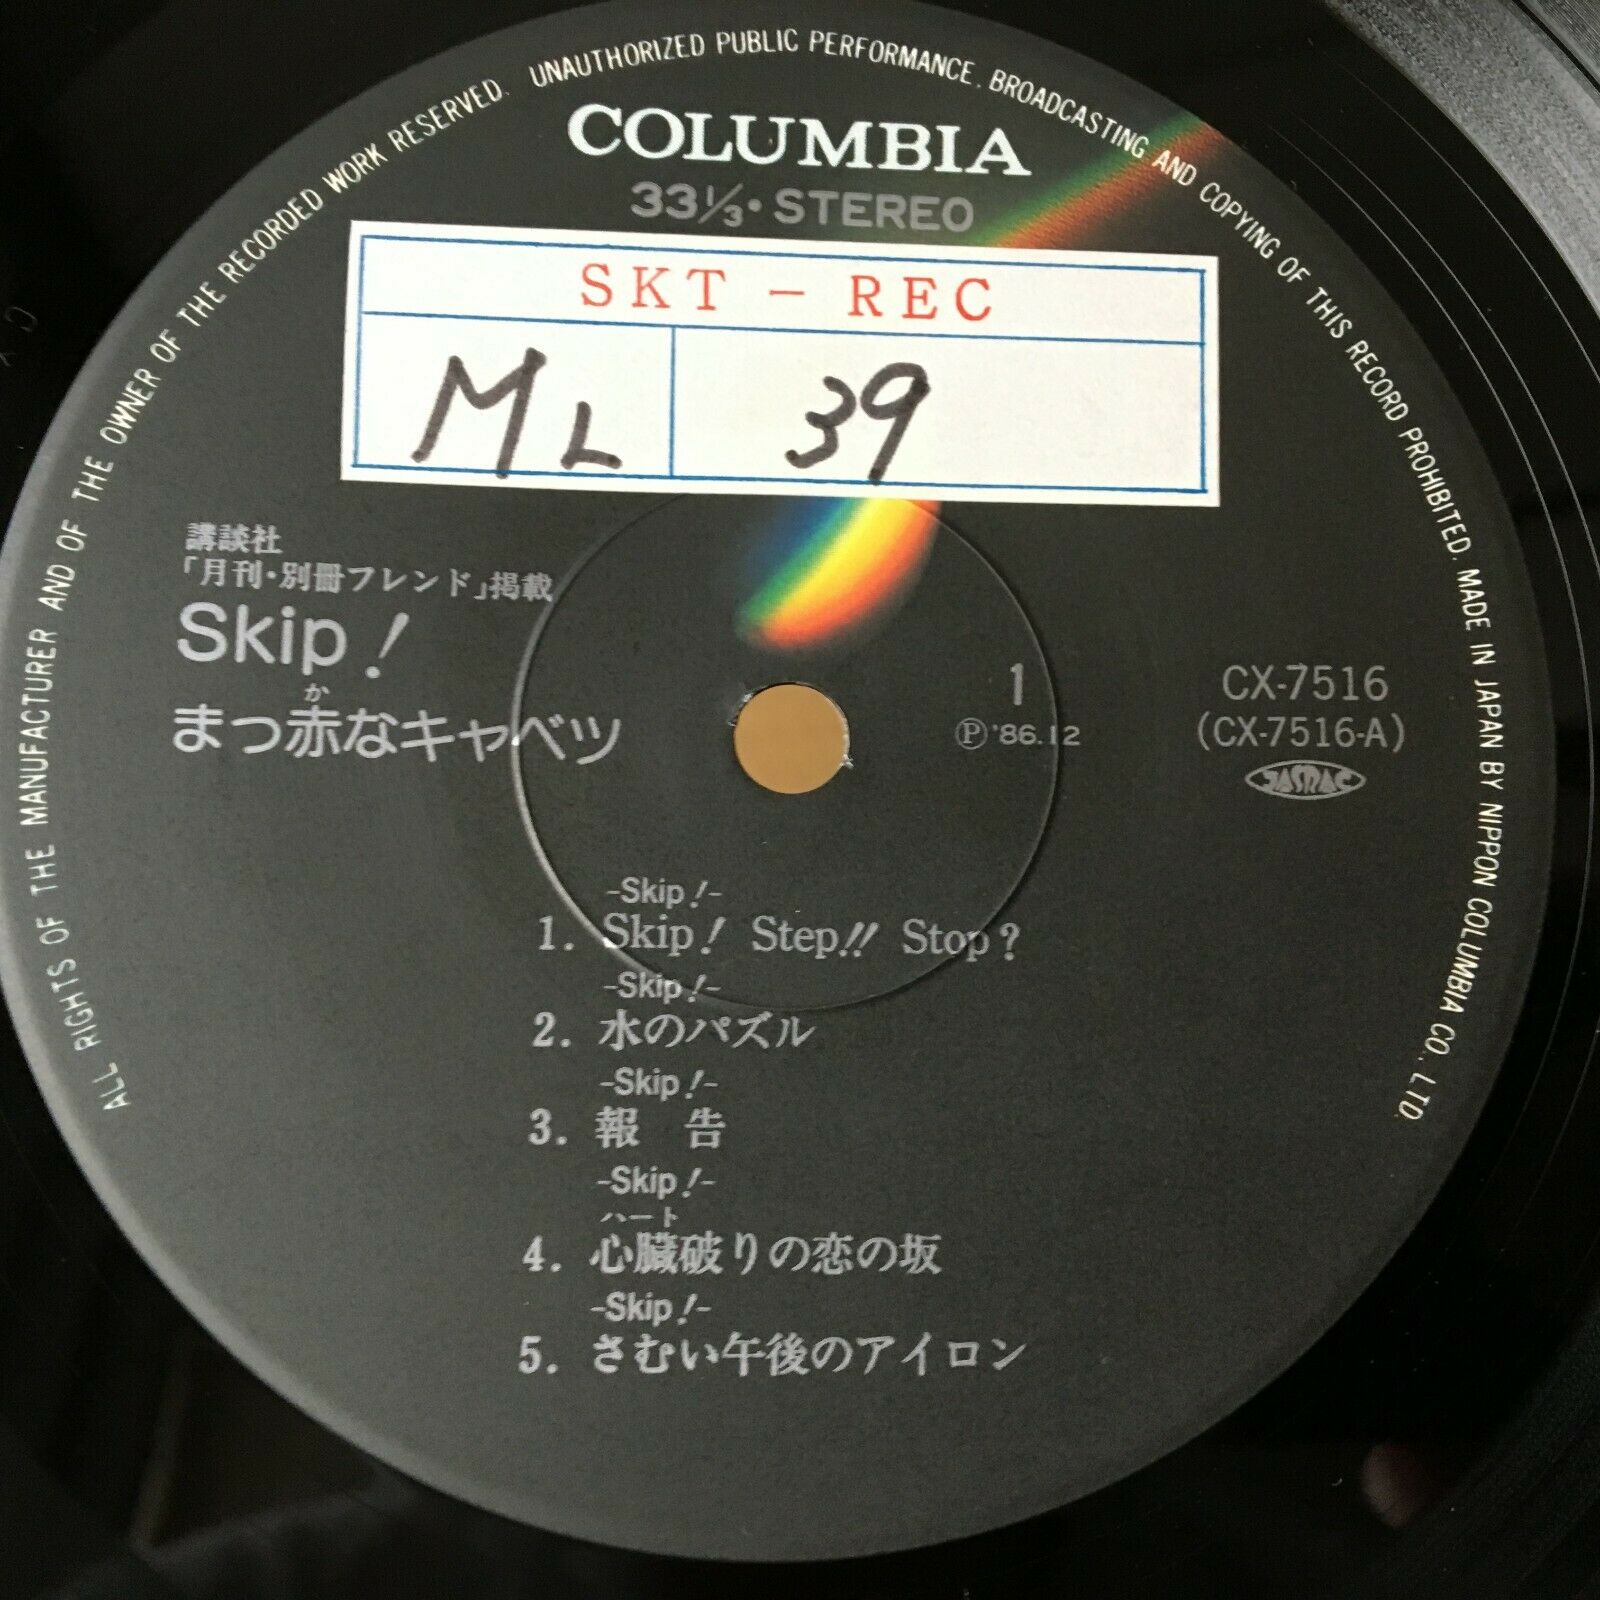 ALL RIGHTS OF THE MANUFACTURER AND OF THE OWNER OF THE RECORDED WORK RESERVED. UNAUTHORIZED PUBLIC PERFORMANCE, BROADCASTING AND COPYING OF THIS RECORD PROHIBITED. MADE IN JAPAN BY NIPPON COLUMBIA CO., LTD.
COLUMBIA
33⅓・STEREO
SKT - REC
ML 39
講談社
「月刊・別冊フレンド」掲載
Skip!
か
まっ赤なキャベツ
1
Ⓟ'86.12
CX-7516
(CX-7516-A)
JASRAC
-Skip!-
1. Skip! Step!! Stop?
-Skip!-
2. 水のパズル
-Skip!-
3. 報 告
-Skip!-
ハート
4. 心臓破りの恋の坂
-Skip!-
5. さむい午後のアイロン